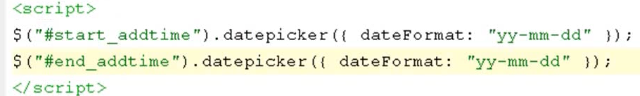 <script>
$("#start_addtime").datepicker({ dateFormat: "yy-mm-dd" });
$("#end_addtime").datepicker({ dateFormat: "yy-mm-dd" });
</script>